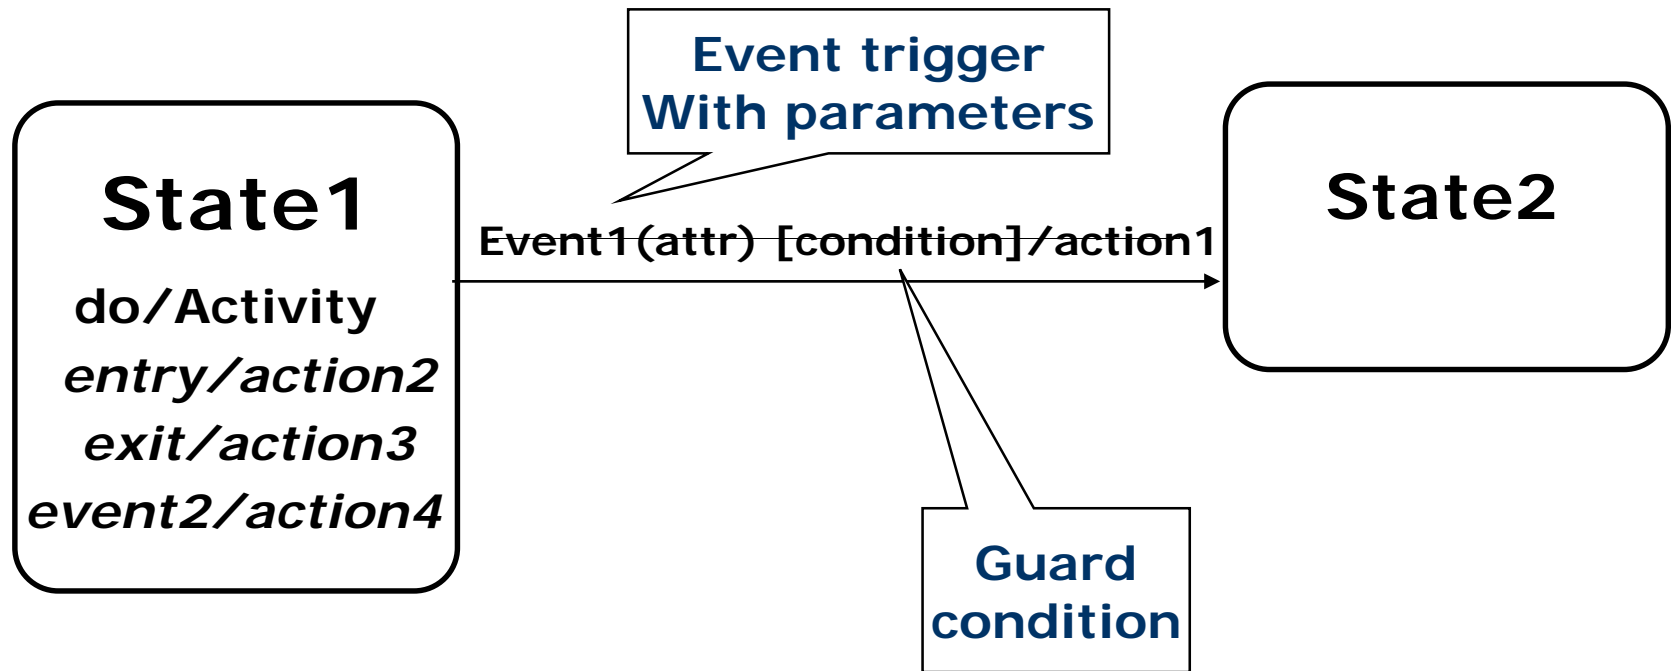 Event trigger
With parameters
State1
State2
Event1(attr) [condition]/action1
do/Activity
entry/action2
exit/action3
event2/action4
Guard
condition